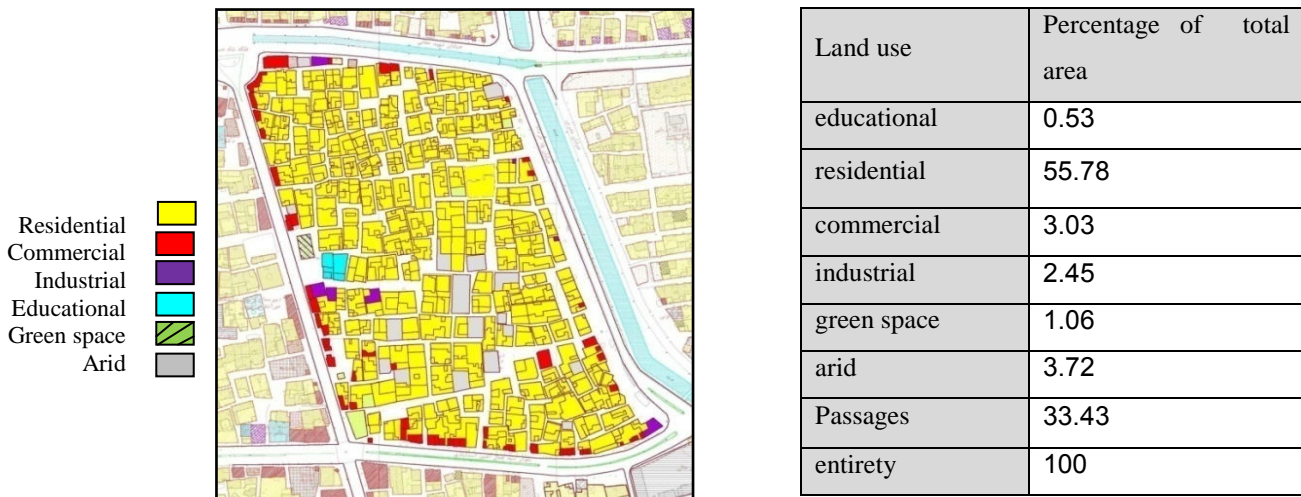 Residential
Commercial
Industrial
Educational
Green space
Arid
Land use
Percentage of total
area
educational 0.53
residential 55.78
commercial 3.03
industrial 2.45
green space 1.06
arid 3.72
Passages 33.43
entirety 100